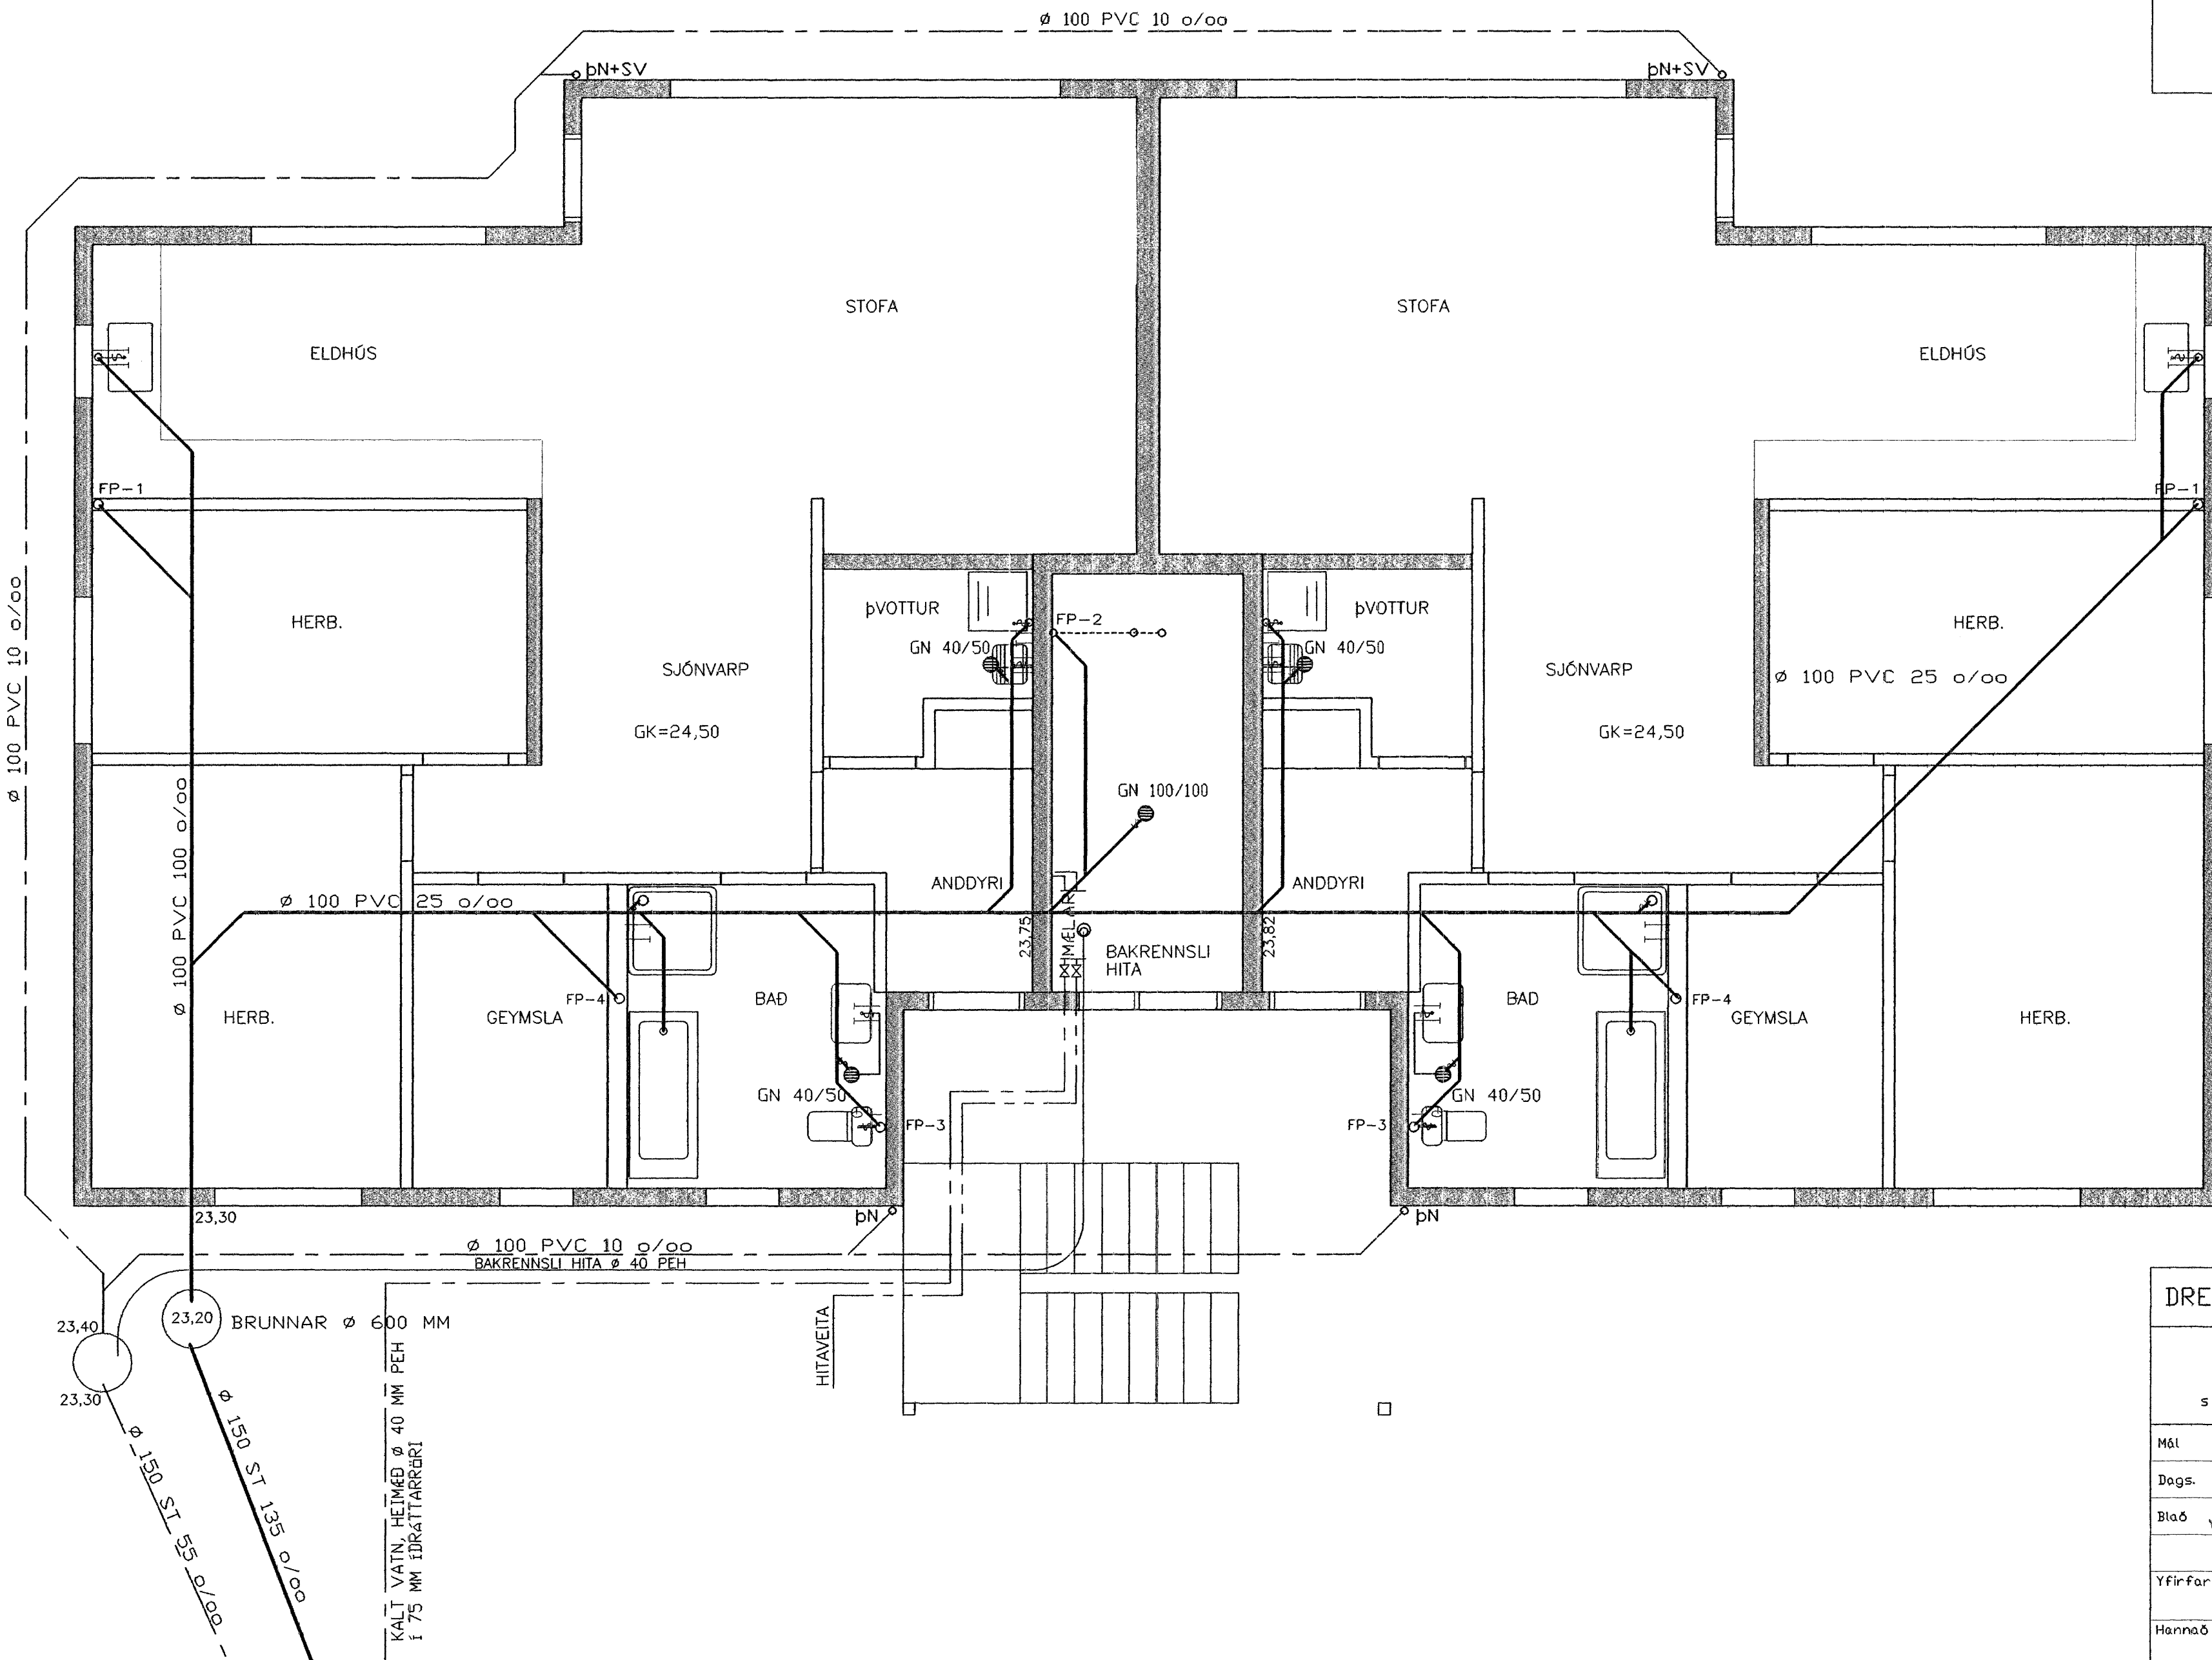 Ø 100 PVC 10 o/oo
ÞN+SV
ÞN+SV
STOFA
STOFA
ELDHÚS
ELDHÚS
FP-1
FP-1
Ø 100 PVC 10 o/oo
HERB.
ÞVOTTUR
FP-2
ÞVOTTUR
HERB.
GN 40/50
GN 40/50
SJÓNVARP
SJÓNVARP
Ø 100 PVC 25 o/oo
GK=24,50
GK=24,50
GN 100/100
Ø 100 PVC 100 o/oo
ANDDYRI
ANDDYRI
Ø 100 PVC 25 o/oo
23,75
MÆLAR
23,82
BAKRENNSLI
HITA
FP-4
BAÐ
BAD
FP-4
HERB.
GEYMSLA
GEYMSLA
HERB.
GN 40/50
GN 40/50
FP-3
FP-3
23,30
ÞN
ÞN
Ø 100 PVC 10 o/oo
BAKRENNSLI HITA Ø 40 PEH
23,40
23,20
BRUNNAR Ø 600 MM
HITAVEITA
23,30
Ø 150 ST 55 o/oo
Ø 150 ST 135 o/oo
KALT VATN, HEIMÆÐ Ø 40 MM PEH
Í 75 MM ÍDRÁTTARRÖRI
DRE
s
Mál
Dags.
Blað
Yfirfar
Hannað